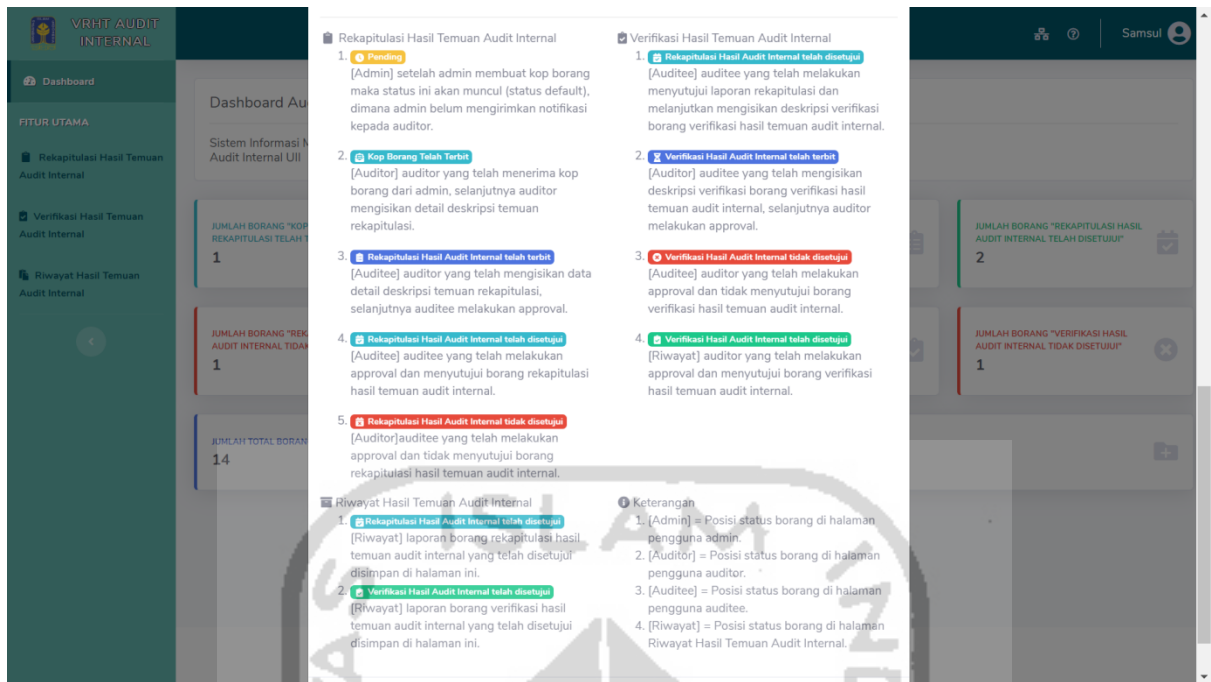 VRHT AUDIT
INTERNAL
Samsul
Dashboard
FITUR UTAMA
Rekapitulasi Hasil Temuan
Audit Internal
Verifikasi Hasil Temuan
Audit Internal
Riwayat Hasil Temuan
Audit Internal
Dashboard Au
Sistem Informasi M
Audit Internal UII
JUMLAH BORANG "KOP
REKAPITULASI TELAH T
1
JUMLAH BORANG "REK
AUDIT INTERNAL TIDA
1
JUMLAH TOTAL BORAN
14
Rekapitulasi Hasil Temuan Audit Internal
1. Pending
[Admin] setelah admin membuat kop borang
maka status ini akan muncul (status default),
dimana admin belum mengirimkan notifikasi
kepada auditor.
2. Kop Borang Telah Terbit
[Auditor] auditor yang telah menerima kop
borang dari admin, selanjutnya auditor
mengisikan detail deskripsi temuan
rekapitulasi.
3. Rekapitulasi Hasil Audit Internal telah terbit
[Auditee] auditor yang telah mengisikan data
detail deskripsi temuan rekapitulasi,
selanjutnya auditee melakukan approval.
4. Rekapitulasi Hasil Audit Internal telah disetujui
[Auditee] auditee yang telah melakukan
approval dan menyutujui borang rekapitulasi
hasil temuan audit internal.
5. Rekapitulasi Hasil Audit Internal tidak disetujui
[Auditor]auditee yang telah melakukan
approval dan tidak menyutujui borang
rekapitulasi hasil temuan audit internal.
Verifikasi Hasil Temuan Audit Internal
1. Rekapitulasi Hasil Audit Internal telah disetujui
[Auditee] auditee yang telah melakukan
menyutujui laporan rekapitulasi dan
melanjutkan mengisikan deskripsi verifikasi
borang verifikasi hasil temuan audit internal.
2. Verifikasi Hasil Audit Internal telah terbit
[Auditor] auditee yang telah mengisikan
deskripsi verifikasi borang verifikasi hasil
temuan audit internal, selanjutnya auditor
melakukan approval.
3. Verifikasi Hasil Audit Internal tidak disetujui
[Auditee] auditor yang telah melakukan
approval dan tidak menyutujui borang
verifikasi hasil temuan audit internal.
4. Verifikasi Hasil Audit Internal telah disetujui
[Riwayat] auditor yang telah melakukan
approval dan menyutujui borang verifikasi
hasil temuan audit internal.
Riwayat Hasil Temuan Audit Internal
1. Rekapitulasi Hasil Audit Internal telah disetujui
[Riwayat] laporan borang rekapitulasi hasil
temuan audit internal yang telah disetujui
disimpan di halaman ini.
2. Verifikasi Hasil Audit Internal telah disetujui
[Riwayat] laporan borang verifikasi hasil
temuan audit internal yang telah disetujui
disimpan di halaman ini.
Keterangan
1. [Admin] = Posisi status borang di halaman
pengguna admin.
2. [Auditor] = Posisi status borang di halaman
pengguna auditor.
3. [Auditee] = Posisi status borang di halaman
pengguna auditee.
4. [Riwayat] = Posisi status borang di halaman
Riwayat Hasil Temuan Audit Internal.
JUMLAH BORANG "REKAPITULASI HASIL
AUDIT INTERNAL TELAH DISETUJUI"
2
JUMLAH BORANG "VERIFIKASI HASIL
AUDIT INTERNAL TIDAK DISETUJUI"
1
ISLAM